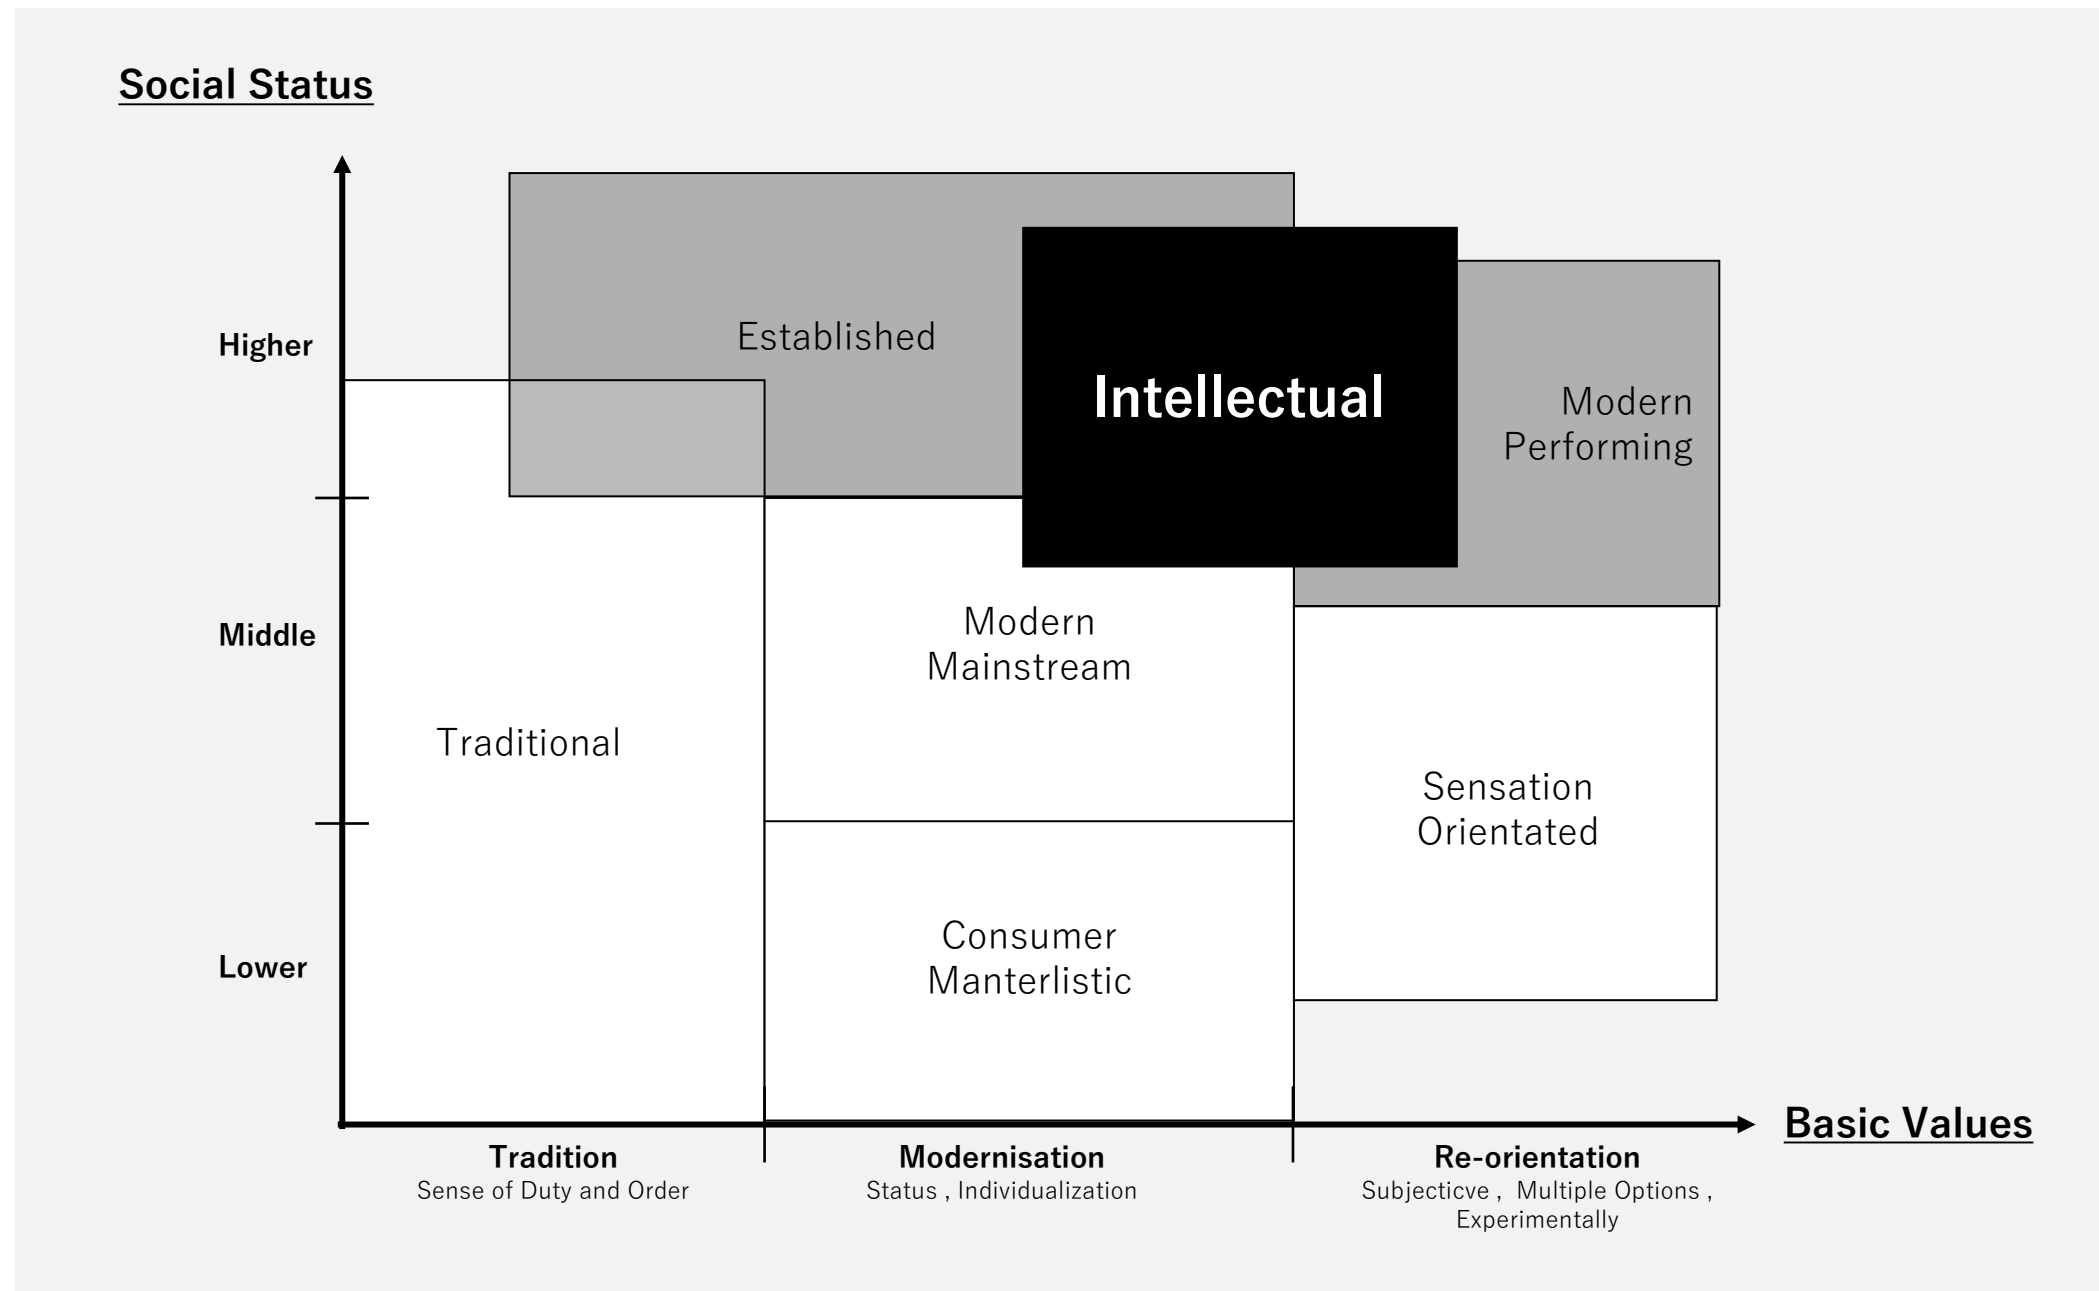 Social Status
Higher
Middle
Lower
Established
Intellectual
Modern
Performing
Modern
Mainstream
Traditional
Sensation
Orientated
Consumer
Manterlistic
Basic Values
Tradition
Sense of Duty and Order
Modernisation
Status , Individualization
Re-orientation
Subjecticve ,  Multiple Options ,
Experimentally